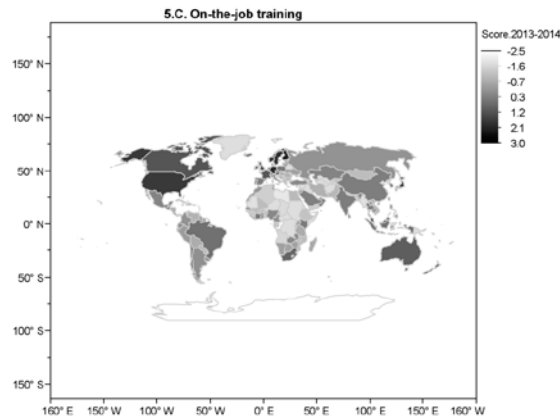 5.C. On-the-job training
Score.2013-2014
-2.5
-1.6
-0.7
0.3
1.2
2.1
3.0
150° N
100° N
50° N
0° N
50° S
100° S
150° S
160° E 150° W 100° W 50° W 0° E 50° E 100° E 150° E 160° W